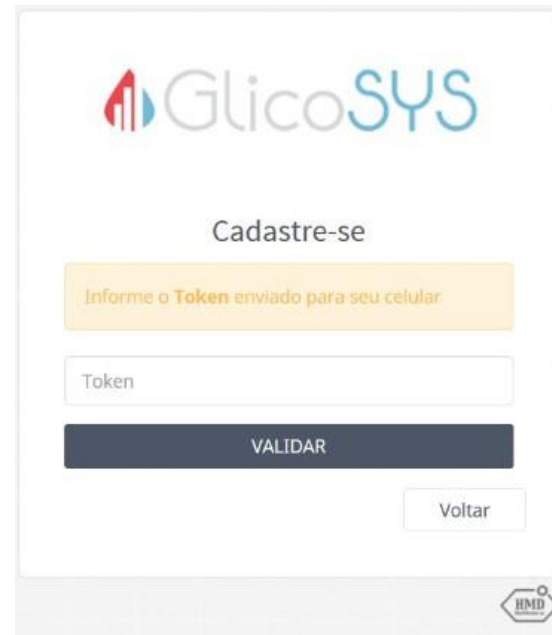 GlicoSYS
Cadastre-se
Informe o Token enviado para seu celular
Token
VALIDAR
Voltar
HMD